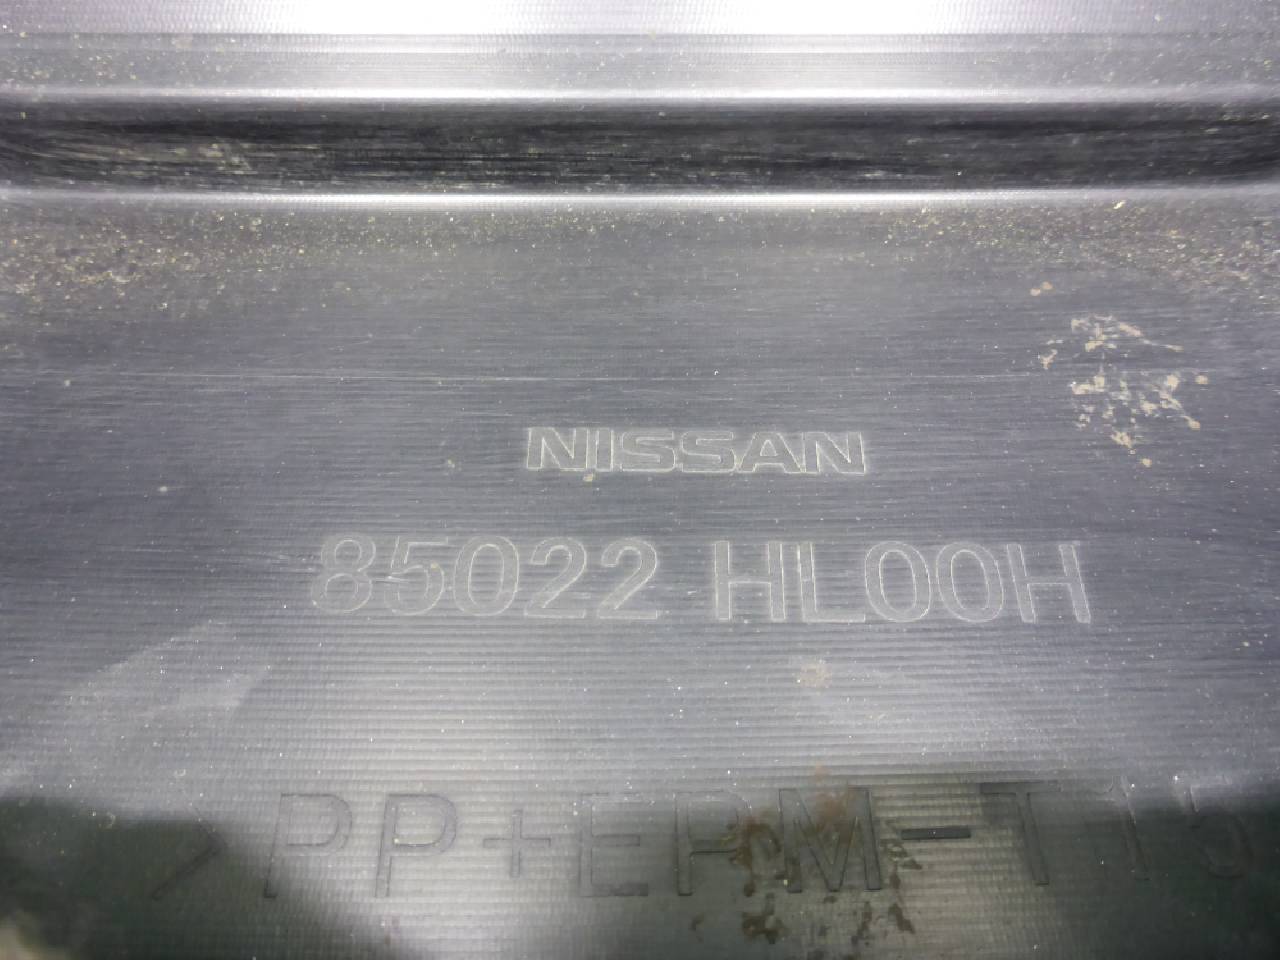 NISSAN
85022 HL00H
>PP+EPM-T15